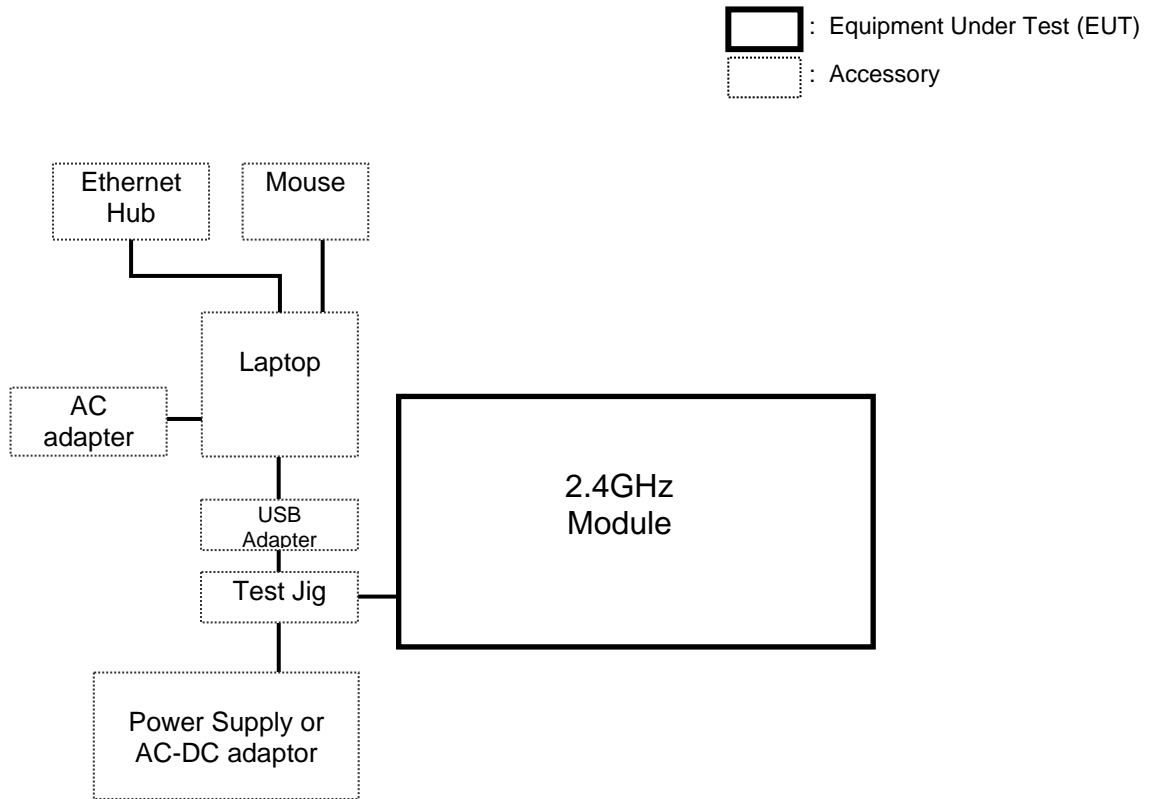 : Equipment Under Test (EUT)
: Accessory
Ethernet
Hub
Mouse
Laptop
AC
adapter
2.4GHz
Module
USB
Adapter
Test Jig
Power Supply or
AC-DC adaptor